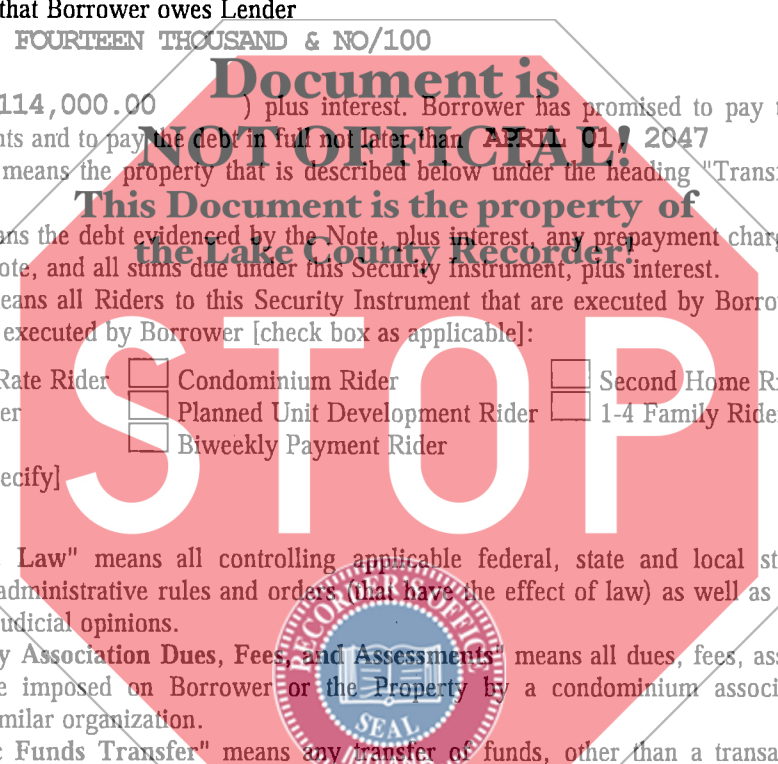 that Borrower owes Lender
FOURTEEN THOUSAND & NO/100
Document is
114,000.00 ) plus interest. Borrower has promised to pay
nts and to pay the debt in full not later than APRIL 01, 2047
NOT OFFICIAL!
means the property that is described below under the heading "Transf
This Document is the property of
ans the debt evidenced by the Note, plus interest, any prepayment charg
the Lake County Recorder!
ote, and all sums due under this Security Instrument, plus interest.
eans all Riders to this Security Instrument that are executed by Borro
executed by Borrower [check box as applicable]:
Rate Rider Condominium Rider Second Home Ri
er Planned Unit Development Rider 1-4 Family Rider
Biweekly Payment Rider
ecify]
STOP
Law" means all controlling applicable federal, state and local st
administrative rules and orders (that have the effect of law) as well as
udicial opinions.
RECORDER'S OFFICE
y Association Dues, Fees, and Assessments" means all dues, fees, ass
e imposed on Borrower or the Property by a condominium associ
milar organization.
SEAL
c Funds Transfer" means any transfer of funds, other than a transa